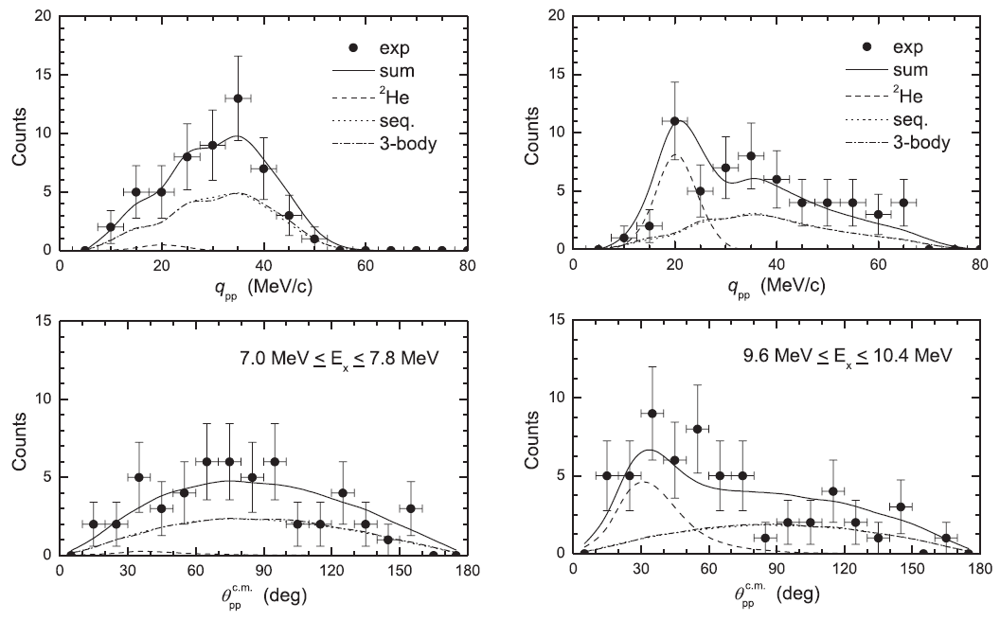 20
15
10
5
0
Counts
exp
sum
²He
seq.
3-body
0 20 40 60 80
q_pp (MeV/c)
20
15
10
5
0
Counts
exp
sum
²He
seq.
3-body
0 20 40 60 80
q_pp (MeV/c)
15
10
5
0
Counts
7.0 MeV ≤ E_x ≤ 7.8 MeV
0 30 60 90 120 150 180
θ_pp^c.m. (deg)
15
10
5
0
Counts
9.6 MeV ≤ E_x ≤ 10.4 MeV
0 30 60 90 120 150 180
θ_pp^c.m. (deg)